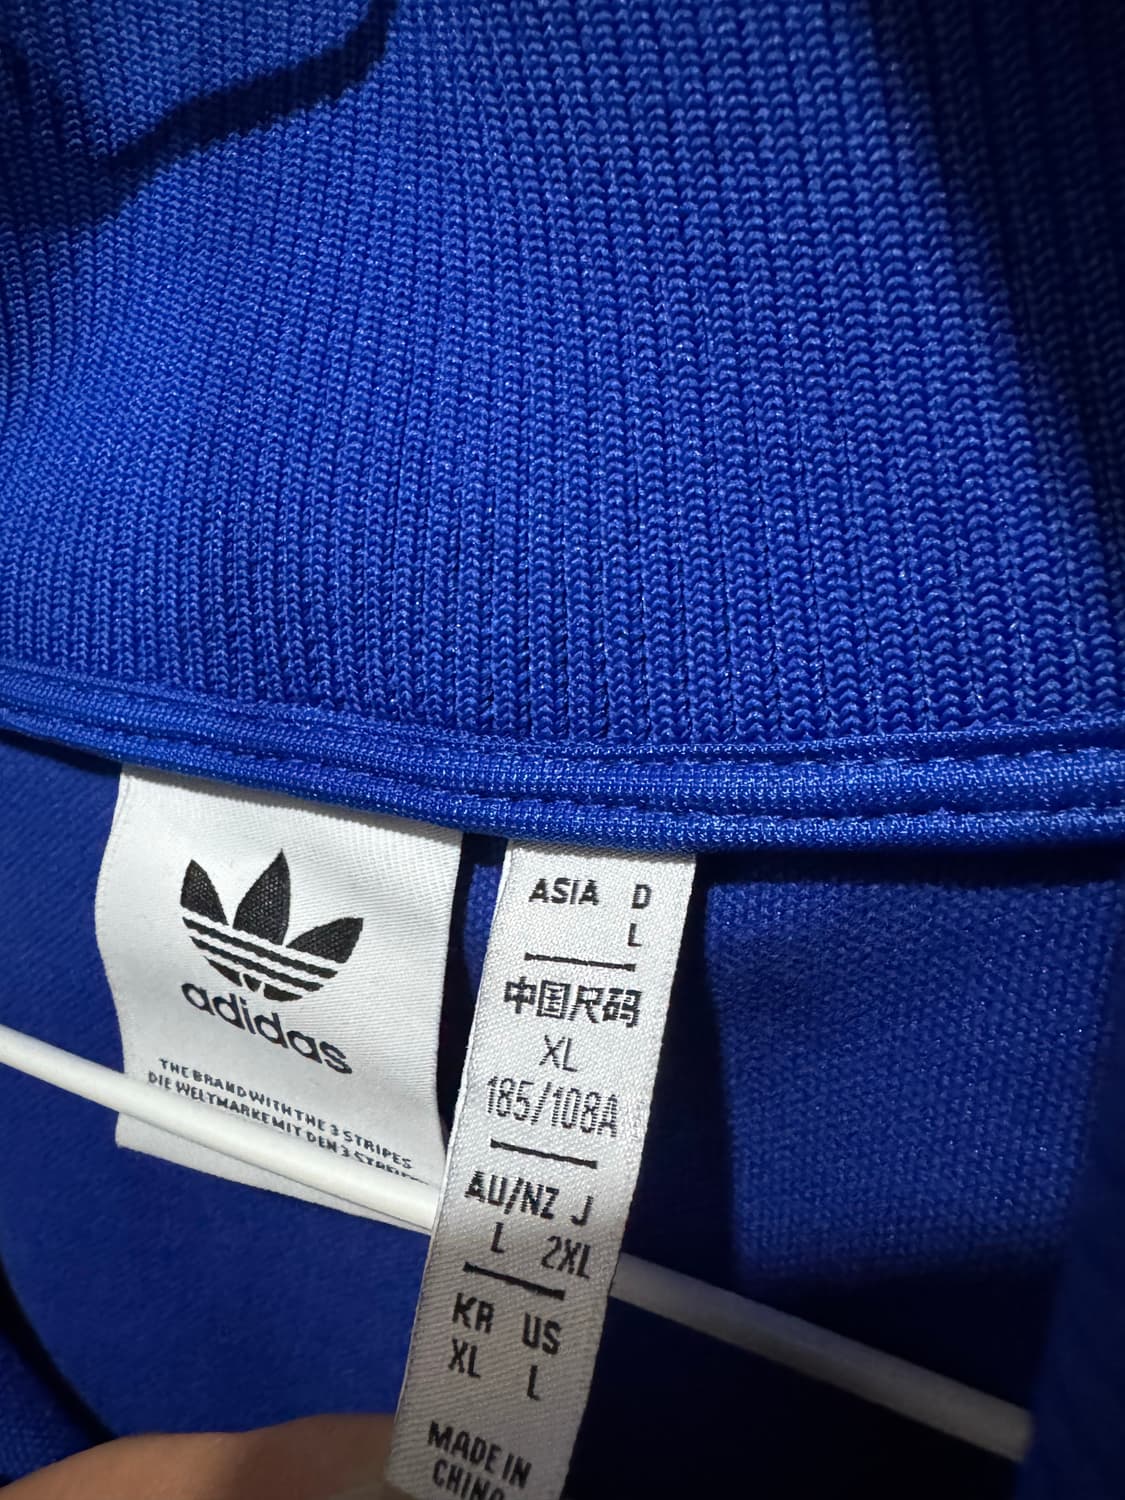 adidas
THE BRAND WITH THE 3 STRIPES
DIE WELTMARKE MIT DEN 3
ASIA D
L
中国尺码
XL
185/108A
AU/NZ J
L 2XL
KR US
XL L
MADE IN
CHINA